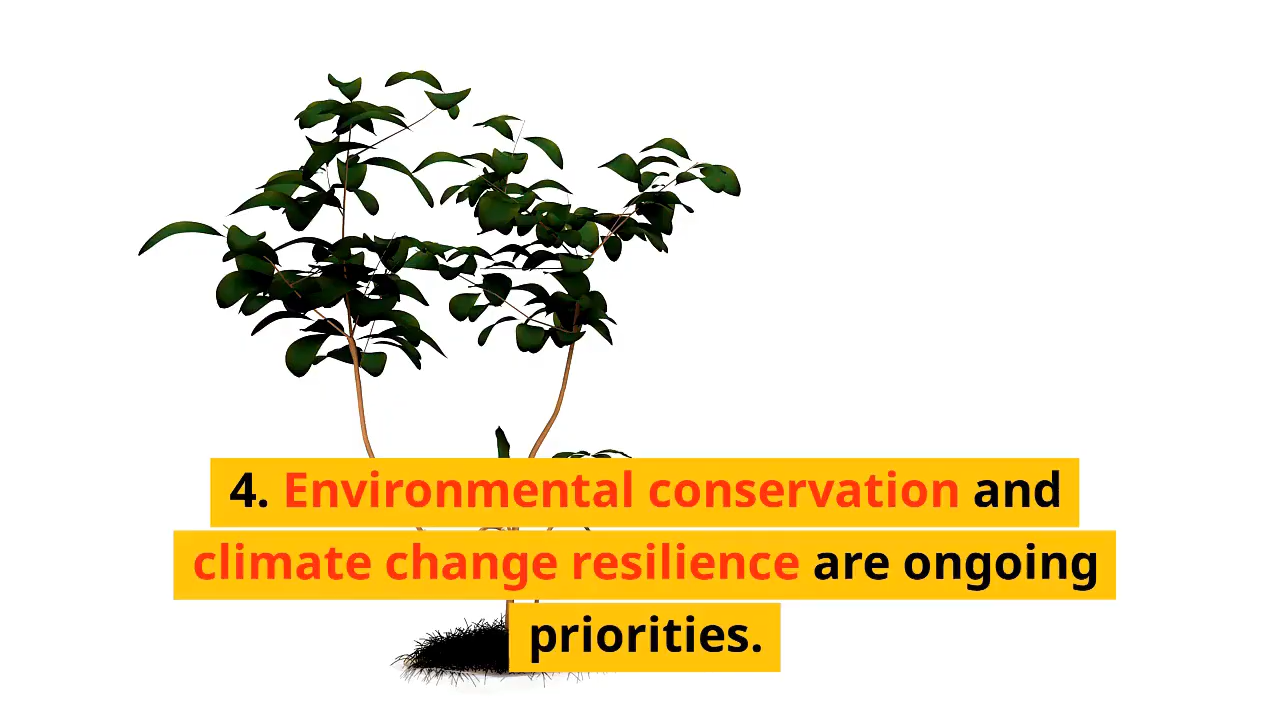 4. Environmental conservation and
climate change resilience are ongoing
priorities.